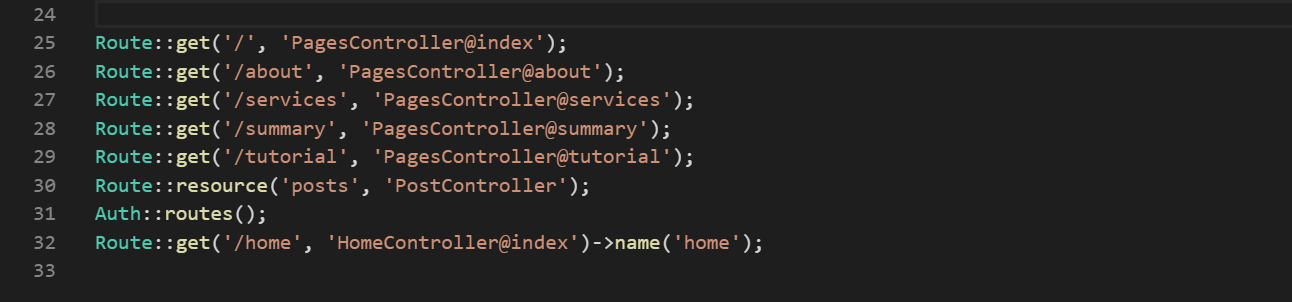 24
25 Route::get('/', 'PagesController@index');
26 Route::get('/about', 'PagesController@about');
27 Route::get('/services', 'PagesController@services');
28 Route::get('/summary', 'PagesController@summary');
29 Route::get('/tutorial', 'PagesController@tutorial');
30 Route::resource('posts', 'PostController');
31 Auth::routes();
32 Route::get('/home', 'HomeController@index')->name('home');
33